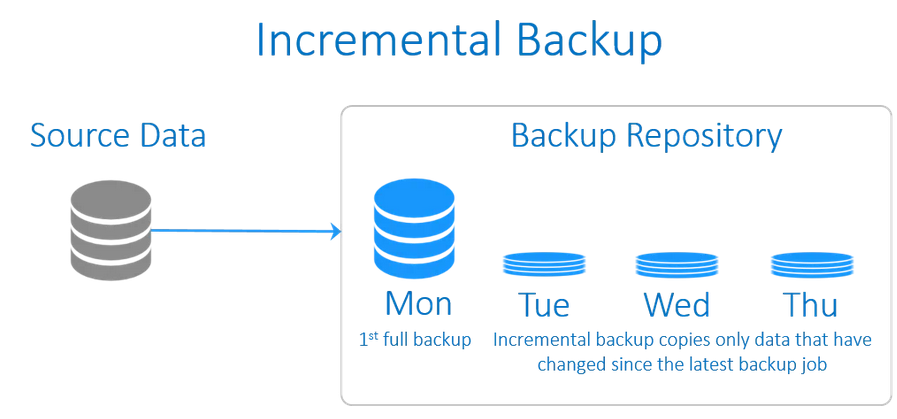 Incremental Backup
Source Data
Backup Repository
Mon
Tue
Wed
Thu
1st full backup
Incremental backup copies only data that have
changed since the latest backup job